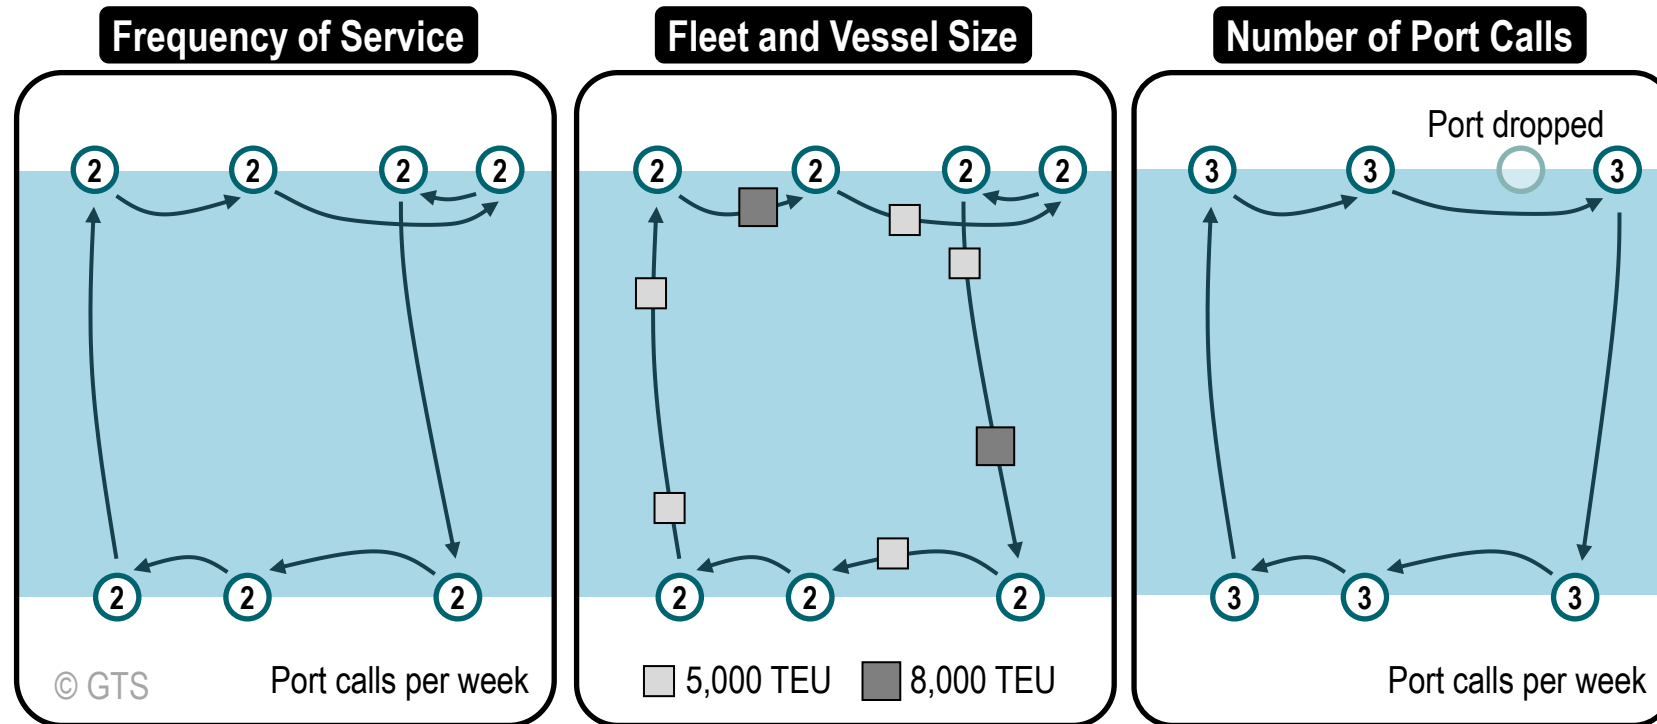 Frequency of Service
2 2 2 2
2 2 2
© GTS
Port calls per week
Fleet and Vessel Size
2 2 2 2
2 2 2
5,000 TEU
8,000 TEU
Number of Port Calls
Port dropped
3 3 3
3 3 3
Port calls per week